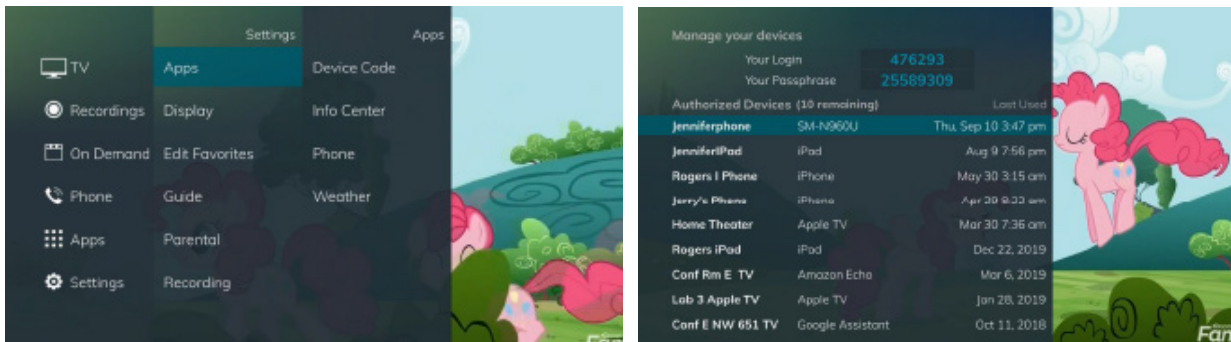 Settings Apps
TV Apps Device Code
Recordings Display Info Center
On Demand Edit Favorites Phone
Phone Guide Weather
Apps Parental
Settings Recording
Manage your devices
Your Login 476293
Your Passphrase 25589309
Authorized Devices (10 remaining) Last Used
Jenniferphone SM-N960U Thu, Sep 10 3:47 pm
JenniferIPad iPad Aug 9 7:56 pm
Rogers I Phone iPhone May 30 3:15 am
Jerry's Phone iPhone Apr 29
Home Theater Apple TV Mar 30 7:36 am
Rogers iPad iPad Dec 22, 2019
Conf Rm E TV Amazon Echo Mar 6, 2019
Lab 3 Apple TV Apple TV Jan 28, 2019
Conf E NW 651 TV Google Assistant Oct 11, 2018
Fam